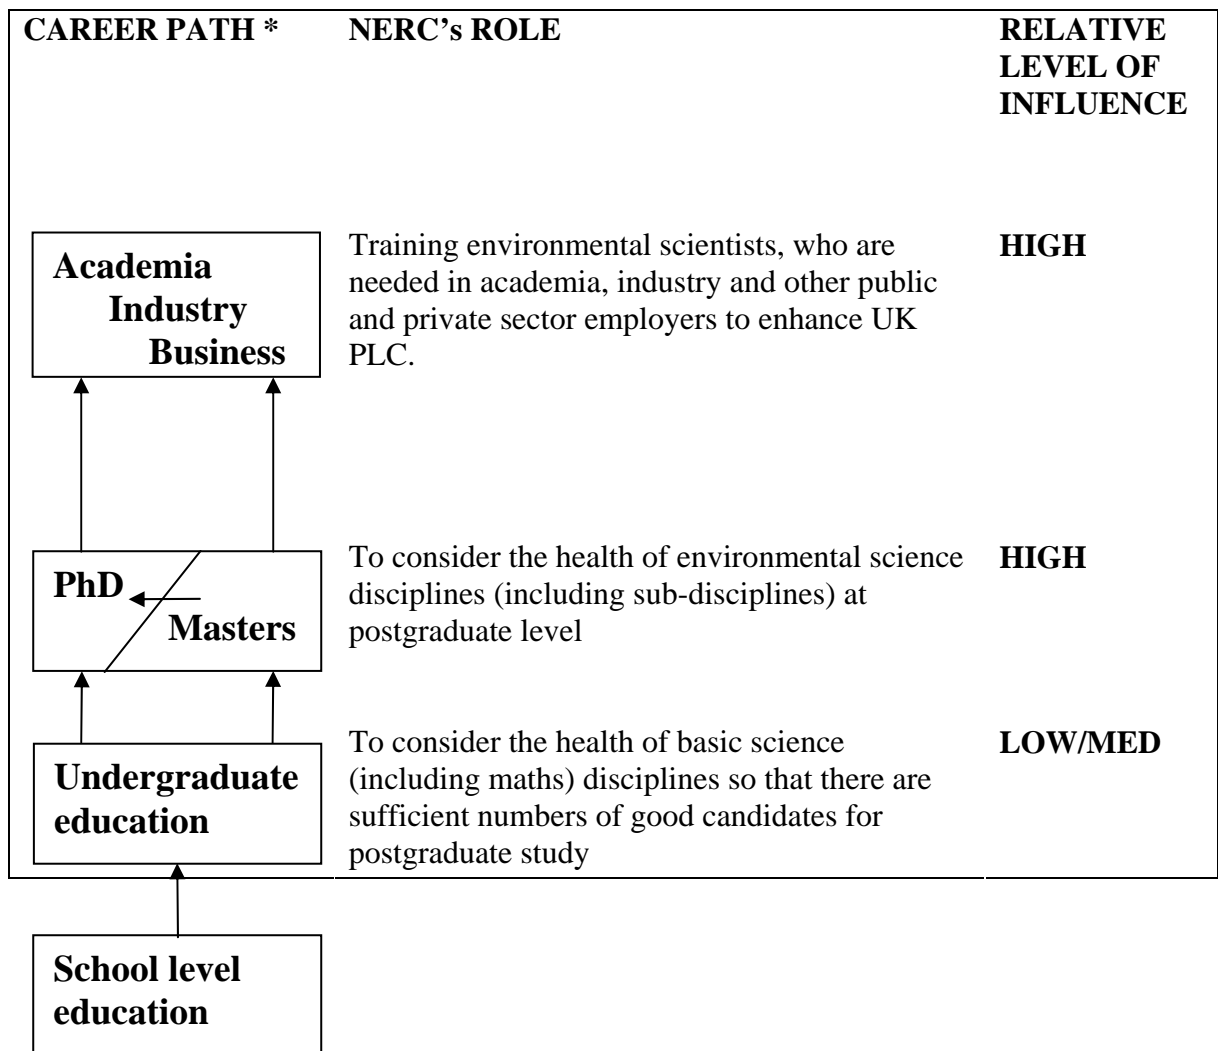 CAREER PATH * NERC’s ROLE RELATIVE
LEVEL OF
INFLUENCE
Academia
Industry
Business
Training environmental scientists, who are
needed in academia, industry and other public
and private sector employers to enhance UK
PLC.
HIGH
PhD
Masters
To consider the health of environmental science
disciplines (including sub-disciplines) at
postgraduate level
HIGH
Undergraduate
education
To consider the health of basic science
(including maths) disciplines so that there are
sufficient numbers of good candidates for
postgraduate study
LOW/MED
School level
education